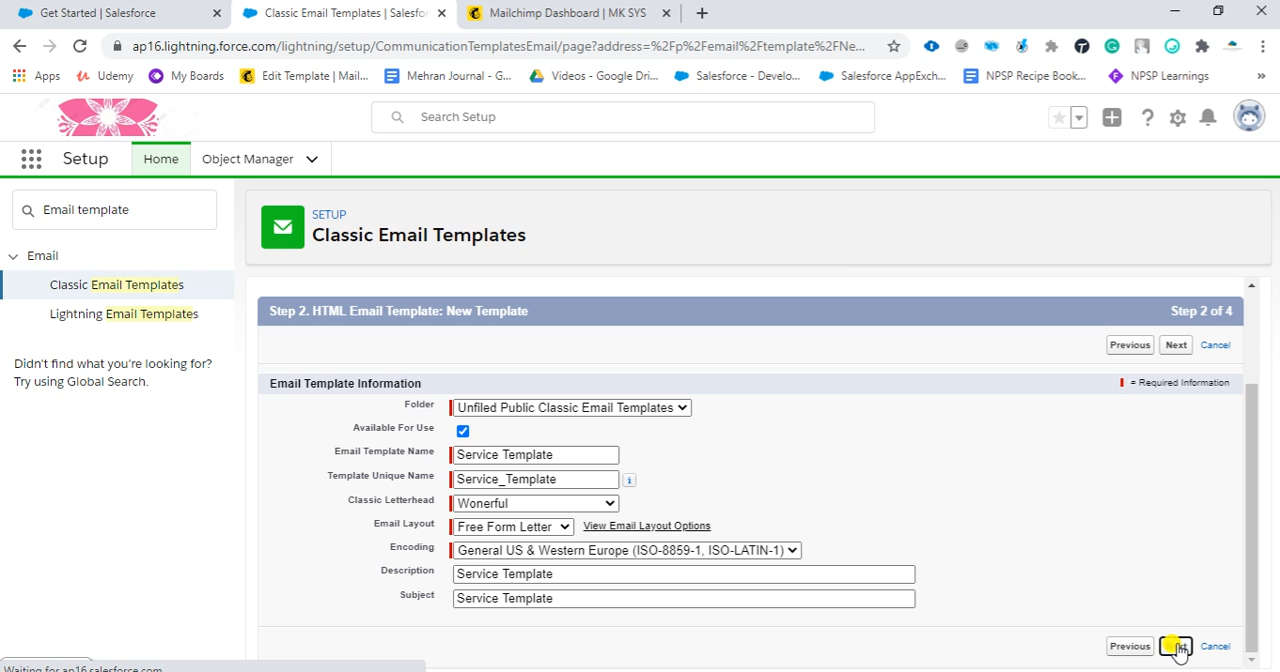 Get Started | Salesforce
Classic Email Templates | Salesfor
Mailchimp Dashboard | MK SYS
ap16.lightning.force.com/lightning/setup/CommunicationTemplatesEmail/page?address=%2Fp%2Femail%2Ftemplate%2FNe...
Apps Udemy My Boards Edit Template | Mail... Mehran Journal - G... Videos - Google Dri... Salesforce - Develo... Salesforce AppExch... NPSP Recipe Book... NPSP Learnings »
Search Setup
Setup Home Object Manager
Email template
Email
Classic Email Templates
Lightning Email Templates
Didn't find what you're looking for?
Try using Global Search.
SETUP
Classic Email Templates
Step 2. HTML Email Template: New Template Step 2 of 4
Previous Next Cancel
Email Template Information = Required Information
Folder Unfiled Public Classic Email Templates
Available For Use
Email Template Name Service Template
Template Unique Name Service_Template i
Classic Letterhead Wonerful
Email Layout Free Form Letter View Email Layout Options
Encoding General US & Western Europe (ISO-8859-1, ISO-LATIN-1)
Description Service Template
Subject Service Template
Previous Cancel
Waiting for ap16.salesforce.com